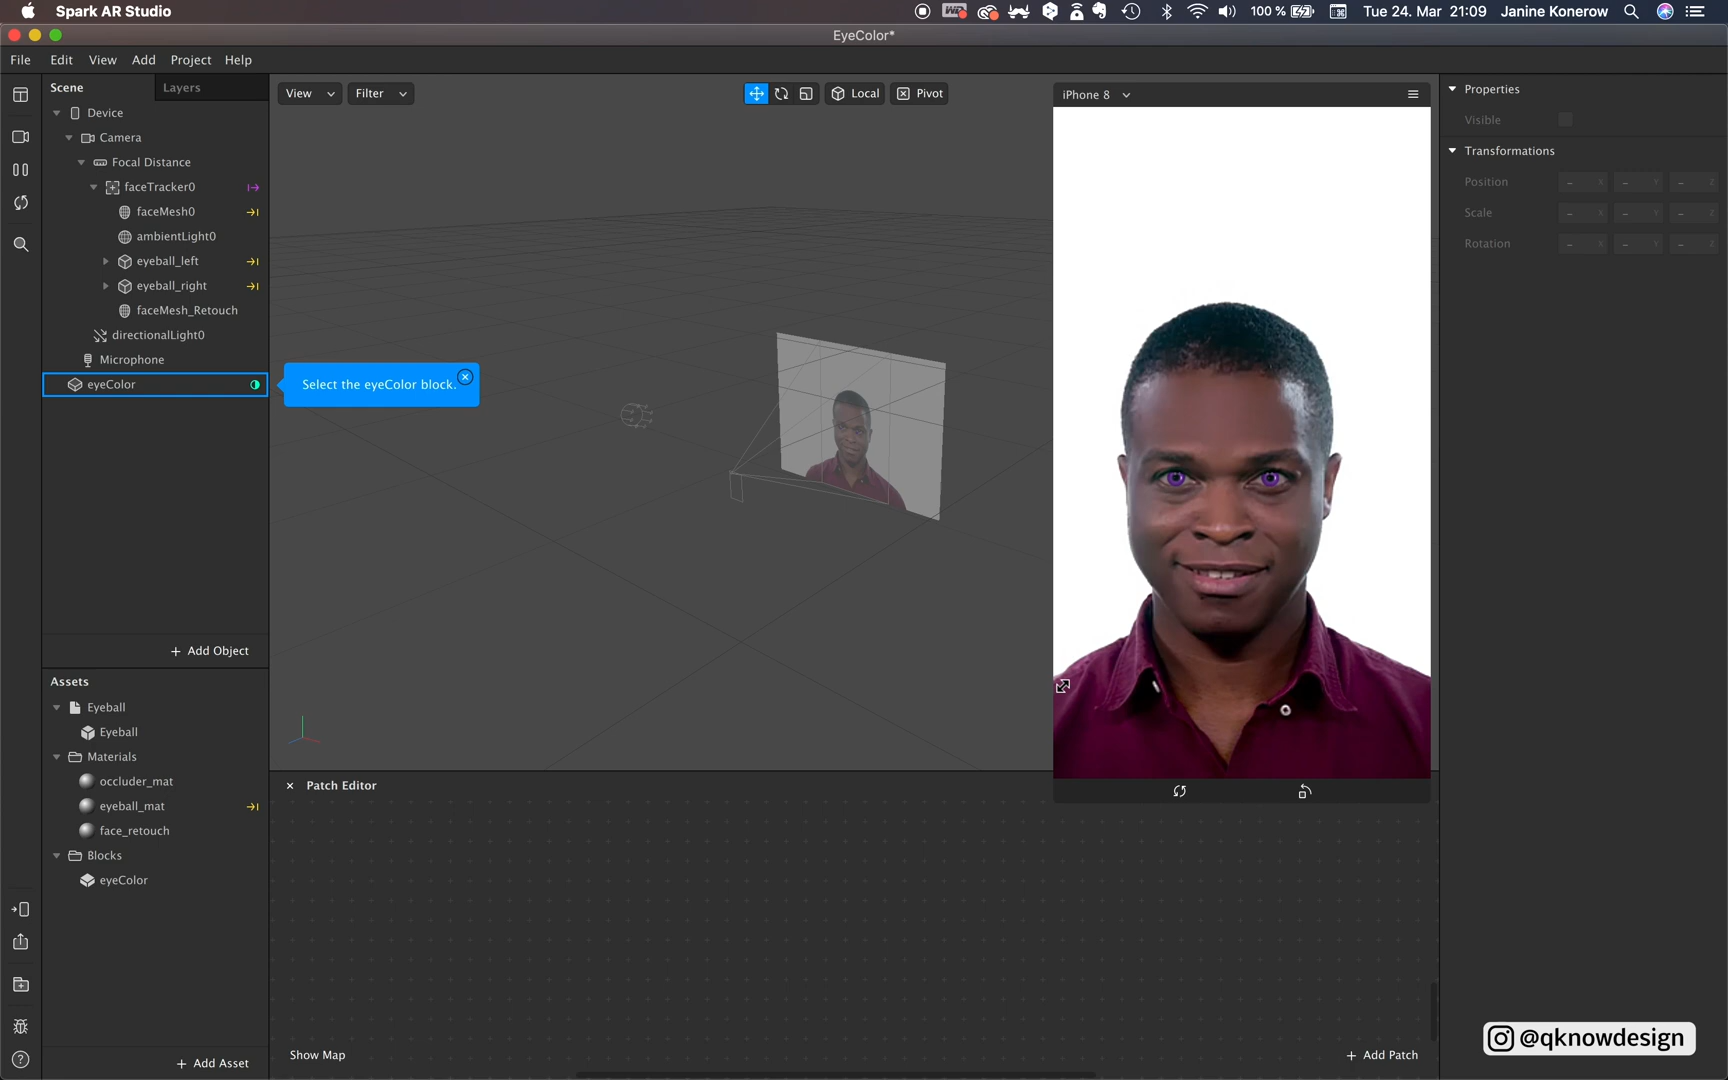 Spark AR Studio
100 %
Tue 24. Mar 21:09
Janine Konerow
EyeColor*
File Edit View Add Project Help
Scene
Layers
Device
Camera
Focal Distance
faceTracker0
faceMesh0
ambientLight0
eyeball_left
eyeball_right
faceMesh_Retouch
directionalLight0
Microphone
eyeColor
+ Add Object
Assets
Eyeball
Eyeball
Materials
occluder_mat
eyeball_mat
face_retouch
Blocks
eyeColor
+ Add Asset
View
Filter
Local
Pivot
Select the eyeColor block.
iPhone 8
Patch Editor
Show Map
+ Add Patch
Properties
Visible
Transformations
Position – X – Y – Z
Scale – X – Y – Z
Rotation – X – Y – Z
@qknowdesign